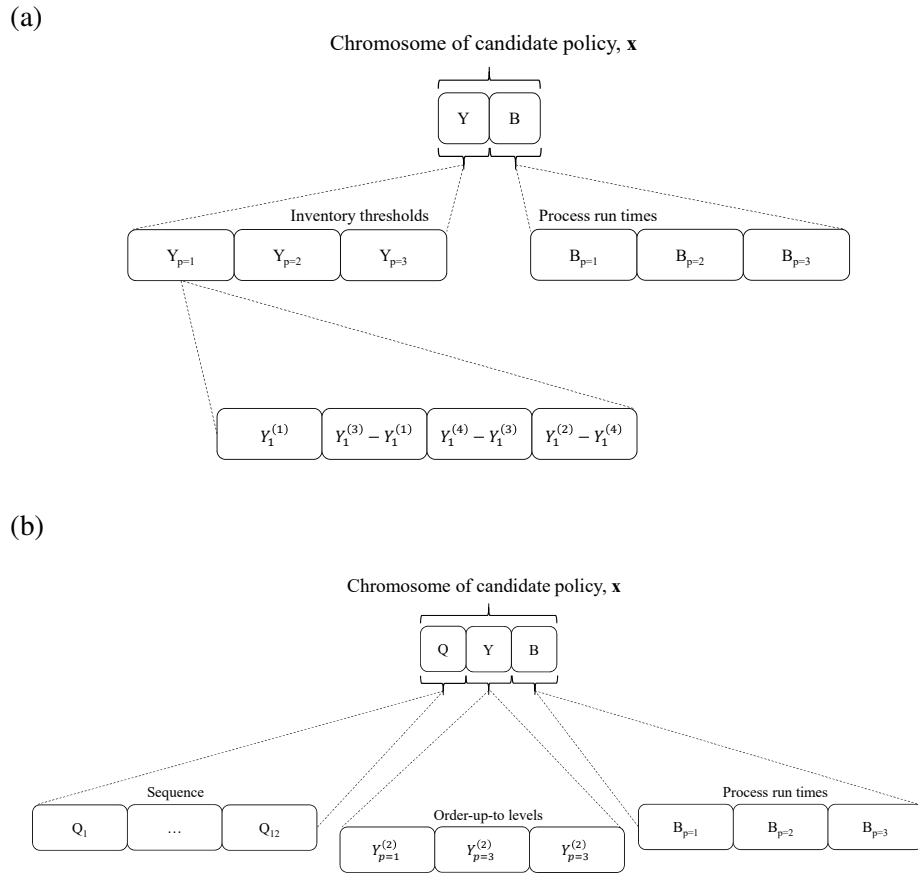 (a)
Chromosome of candidate policy, x
Y B
Inventory thresholds Process run times
Y_{p=1} Y_{p=2} Y_{p=3} B_{p=1} B_{p=2} B_{p=3}
Y_1^{(1)} Y_1^{(3)} − Y_1^{(1)} Y_1^{(4)} − Y_1^{(3)} Y_1^{(2)} − Y_1^{(4)}
(b)
Chromosome of candidate policy, x
Q Y B
Sequence Process run times
Q_1 … Q_{12} B_{p=1} B_{p=2} B_{p=3}
Order-up-to levels
Y_{p=1}^{(2)} Y_{p=3}^{(2)} Y_{p=3}^{(2)}